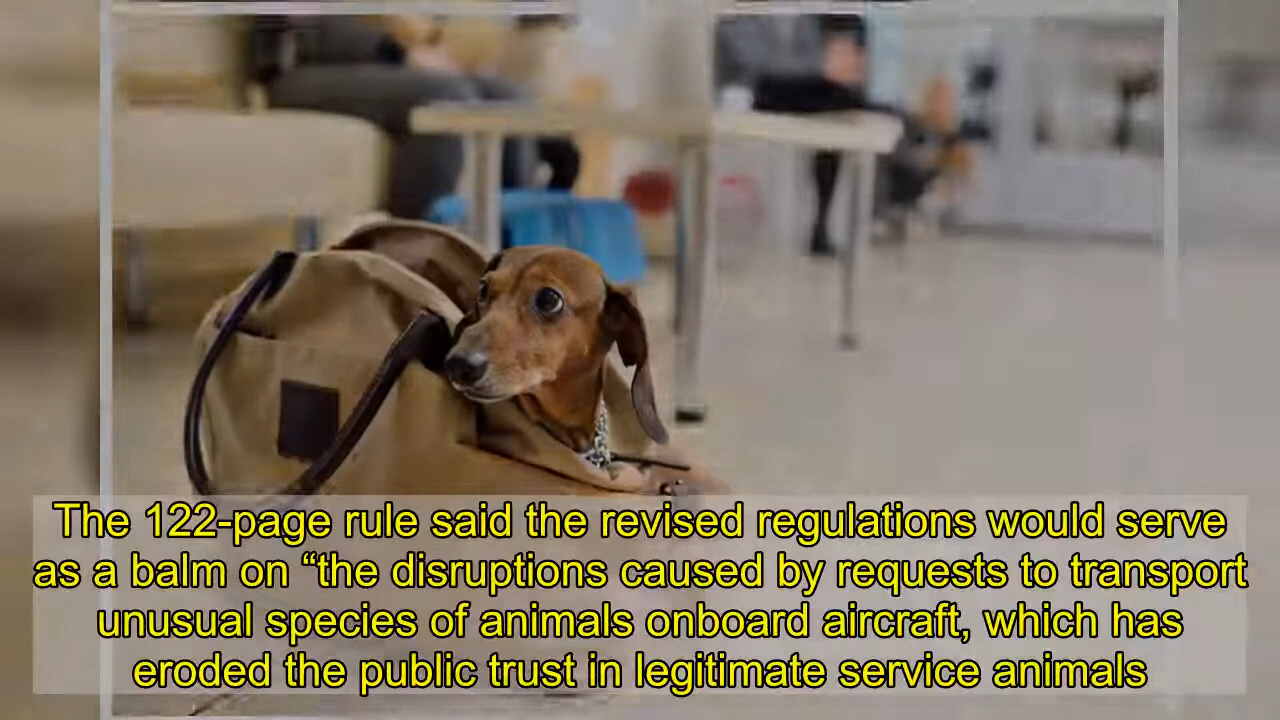 The 122-page rule said the revised regulations would serve
as a balm on “the disruptions caused by requests to transport
unusual species of animals onboard aircraft, which has
eroded the public trust in legitimate service animals